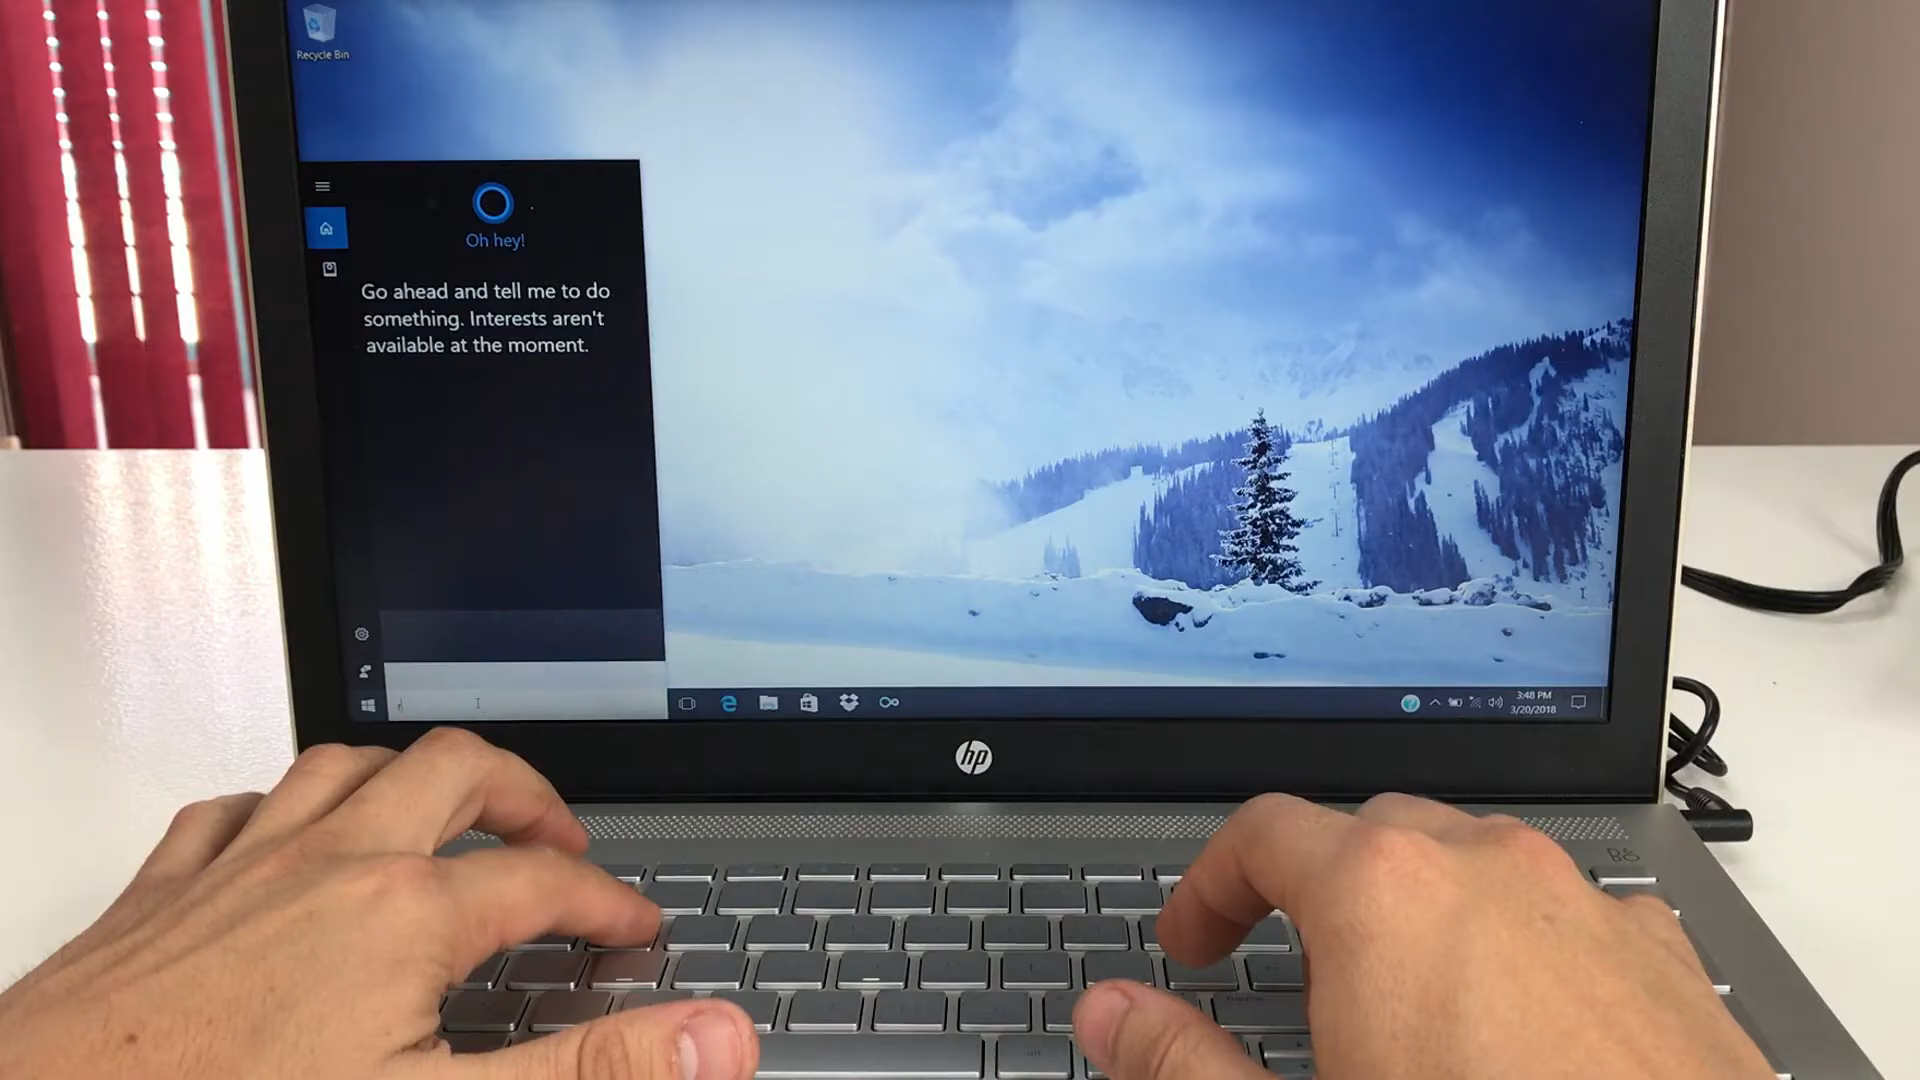 Recycle Bin
Oh hey!
Go ahead and tell me to do
something. Interests aren't
available at the moment.
3:48 PM
3/20/2018
hp
B&O